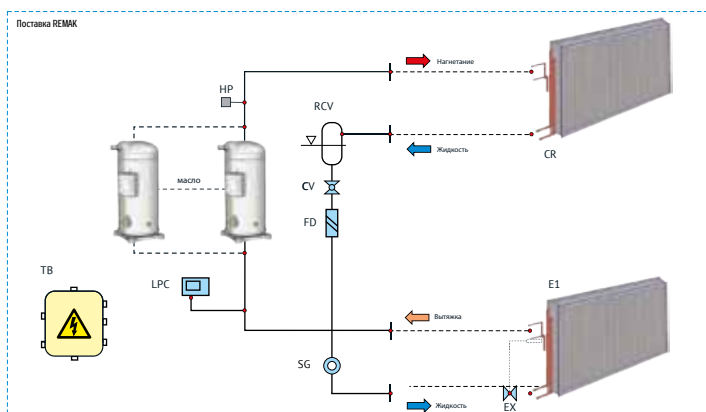 Поставка REMAK
Нагнетание
HP
RCV
Жидкость
CR
CV
масло
FD
LPC
E1
TB
Вытяжка
SG
EX
Жидкость